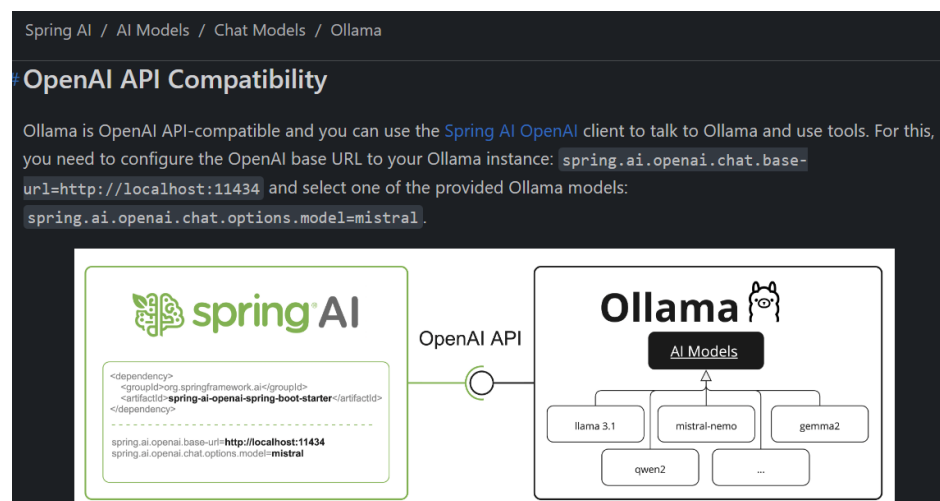 Spring AI / AI Models / Chat Models / Ollama
#OpenAI API Compatibility
Ollama is OpenAI API-compatible and you can use the Spring AI OpenAI client to talk to Ollama and use tools. For this,
you need to configure the OpenAI base URL to your Ollama instance: spring.ai.openai.chat.base-
url=http://localhost:11434 and select one of the provided Ollama models:
spring.ai.openai.chat.options.model=mistral.
spring AI
<dependency>
<groupId>org.springframework.ai</groupId>
<artifactId>spring-ai-openai-spring-boot-starter</artifactId>
</dependency>
spring.ai.openai.base-url=http://localhost:11434
spring.ai.openai.chat.options.model=mistral
OpenAI API
Ollama
AI Models
llama 3.1
mistral-nemo
gemma2
qwen2
...